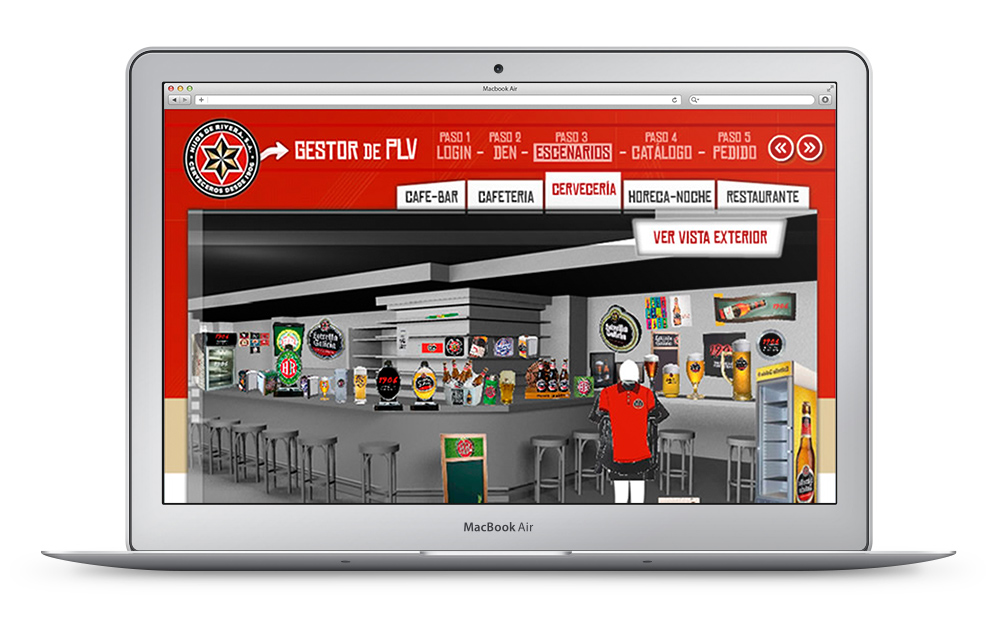 Macbook Air
HIJOS DE RIVERA, S.A.
CERVECEROS DESDE 1906
GESTOR DE PLV
PASO 1 PASO 2 PASO 3 PASO 4 PASO 5
LOGIN - DEN - ESCENARIOS - CATÁLOGO - PEDIDO
CAFE-BAR CAFETERIA CERVECERÍA HORECA-NOCHE RESTAURANTE
VER VISTA EXTERIOR
1906
Estrella
Galicia
1906
1906
MacBook Air